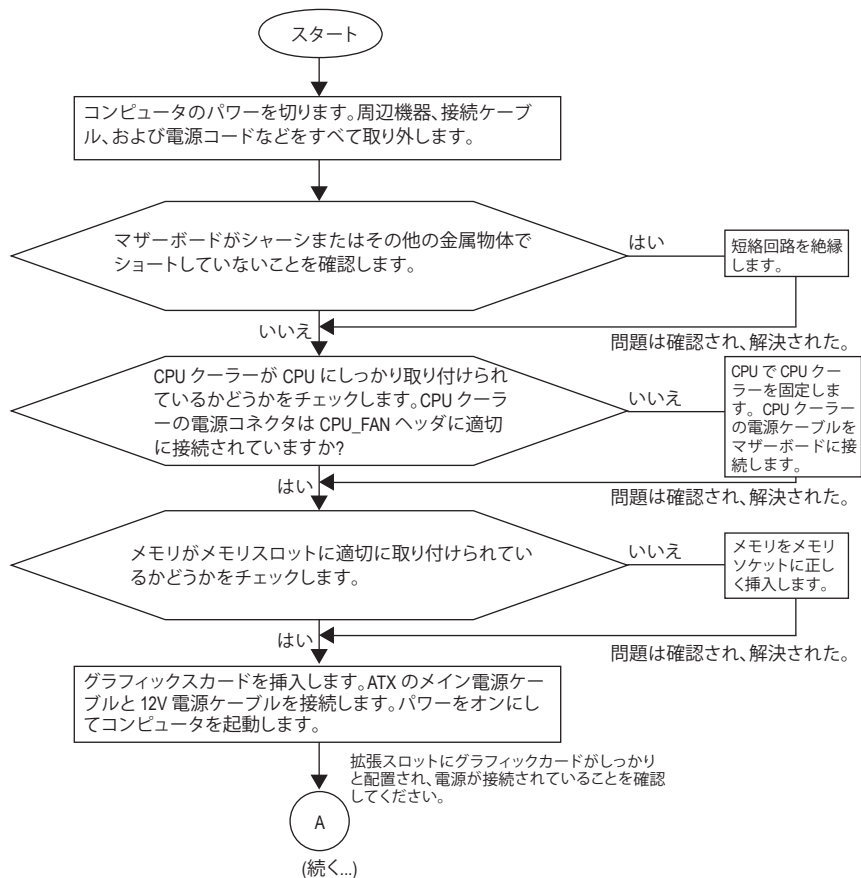 スタート
コンピュータのパワーを切ります。周辺機器、接続ケーブ
ル、および電源コードなどをすべて取り外します。
マザーボードがシャーシまたはその他の金属物体で
ショートしていないことを確認します。
はい
短絡回路を絶縁
します。
いいえ
問題は確認され、解決された。
CPU クーラーが CPU にしっかり取り付けられ
ているかどうかをチェックします。CPU クーラ
ーの電源コネクタは CPU_FAN ヘッダに適切
に接続されていますか?
いいえ
CPU で CPU クー
ラーを固定しま
す。 CPU クーラー
の電源ケーブルを
マザーボードに接
続します。
はい
問題は確認され、解決された。
メモリがメモリスロットに適切に取り付けられてい
るかどうかをチェックします。
いいえ
メモリをメモリ
ソケットに正し
く挿入します。
はい
問題は確認され、解決された。
グラフィックスカードを挿入します。ATX のメイン電源ケー
ブルと 12V 電源ケーブルを接続します。パワーをオンにし
てコンピュータを起動します。
拡張スロットにグラフィックカードがしっかり
と配置され、電源が接続されていることを確認
してください。
A
(続く...)